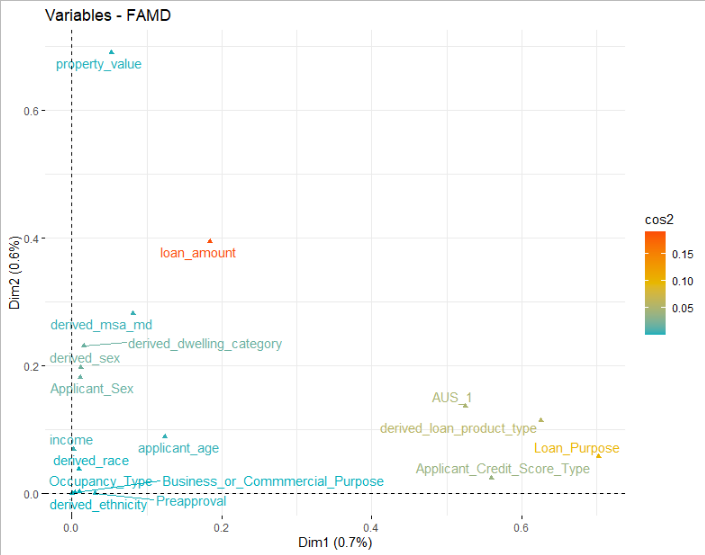 Variables - FAMD
property_value
0.6
cos2
0.4
loan_amount
0.15
0.10
0.05
Dim2 (0.6%)
derived_msa_md
derived_dwelling_category
derived_sex
0.2
Applicant_Sex
AUS_1
derived_loan_product_type
income
applicant_age
Loan_Purpose
derived_race
Applicant_Credit_Score_Type
Occupancy_Type
Business_or_Commmercial_Purpose
0.0
Preapproval
derived_ethnicity
0.0
0.2
0.4
0.6
Dim1 (0.7%)